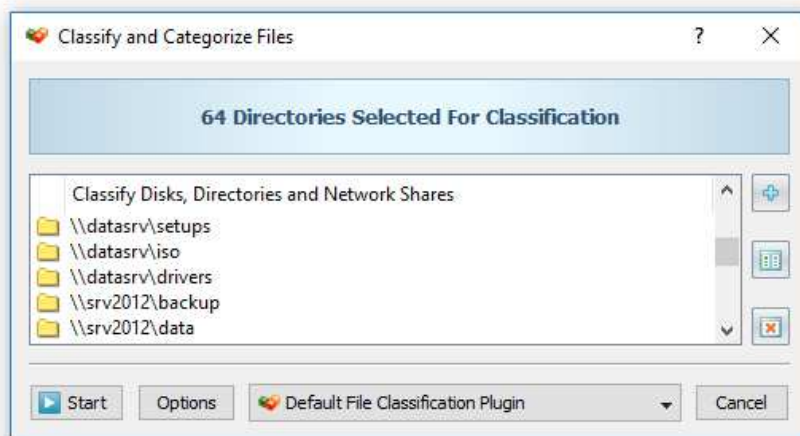 Classify and Categorize Files
64 Directories Selected For Classification
Classify Disks, Directories and Network Shares
\\datasrv\setups
\\datasrv\iso
\\datasrv\drivers
\\srv2012\backup
\\srv2012\data
Start Options Default File Classification Plugin Cancel